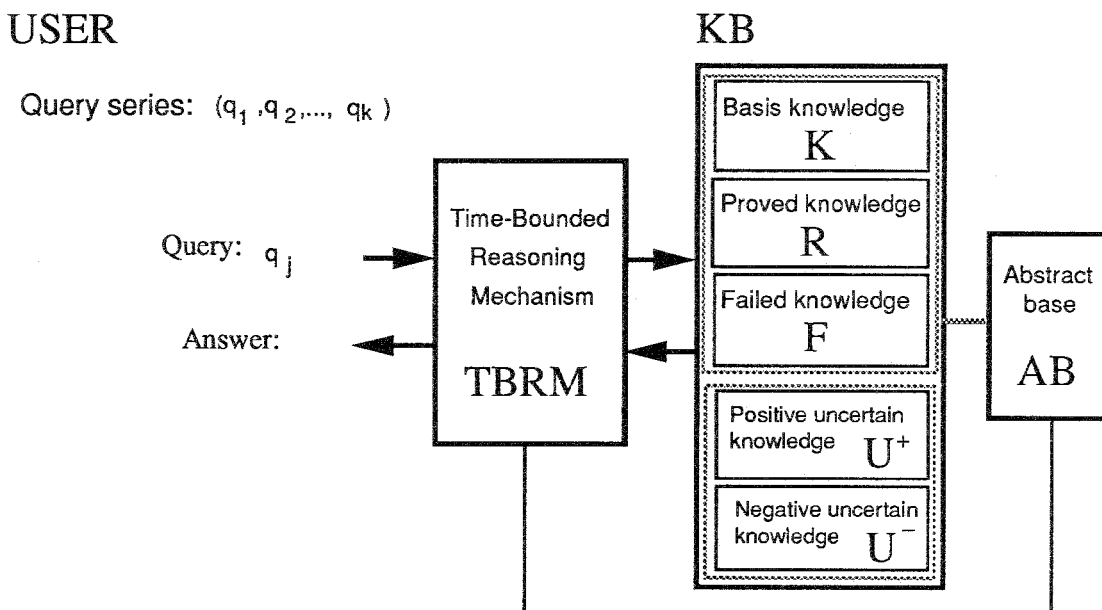 USER
Query series: (q1 ,q2,..., qk )
Query: qj
Answer:
Time-Bounded
Reasoning
Mechanism
TBRM
KB
Basis knowledge
K
Proved knowledge
R
Failed knowledge
F
Positive uncertain
knowledge U+
Negative uncertain
knowledge U−
Abstract
base
AB